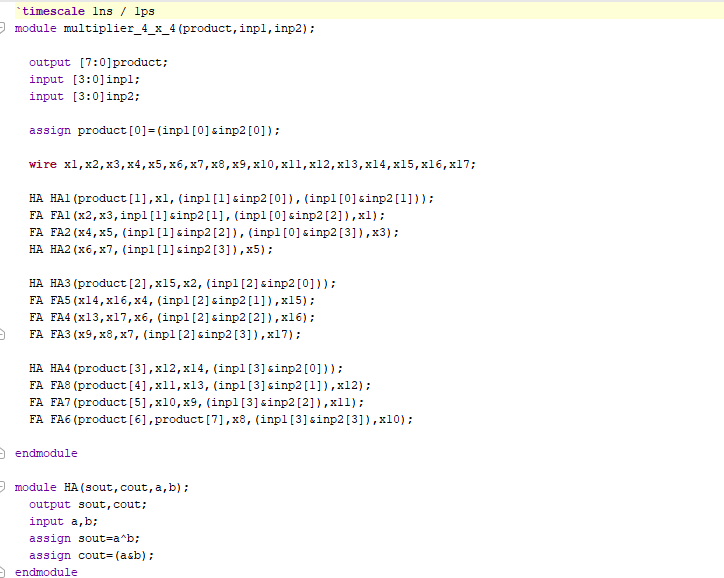 `timescale 1ns / 1ps
module multiplier_4_x_4(product,inp1,inp2);
output [7:0]product;
input [3:0]inp1;
input [3:0]inp2;
assign product[0]=(inp1[0]&inp2[0]);
wire x1,x2,x3,x4,x5,x6,x7,x8,x9,x10,x11,x12,x13,x14,x15,x16,x17;
HA HA1(product[1],x1,(inp1[1]&inp2[0]),(inp1[0]&inp2[1]));
FA FA1(x2,x3,inp1[1]&inp2[1],(inp1[0]&inp2[2]),x1);
FA FA2(x4,x5,(inp1[1]&inp2[2]),(inp1[0]&inp2[3]),x3);
HA HA2(x6,x7,(inp1[1]&inp2[3]),x5);
HA HA3(product[2],x15,x2,(inp1[2]&inp2[0]));
FA FA5(x14,x16,x4,(inp1[2]&inp2[1]),x15);
FA FA4(x13,x17,x6,(inp1[2]&inp2[2]),x16);
FA FA3(x9,x8,x7,(inp1[2]&inp2[3]),x17);
HA HA4(product[3],x12,x14,(inp1[3]&inp2[0]));
FA FA8(product[4],x11,x13,(inp1[3]&inp2[1]),x12);
FA FA7(product[5],x10,x9,(inp1[3]&inp2[2]),x11);
FA FA6(product[6],product[7],x8,(inp1[3]&inp2[3]),x10);
endmodule
module HA(sout,cout,a,b);
output sout,cout;
input a,b;
assign sout=a^b;
assign cout=(a&b);
endmodule